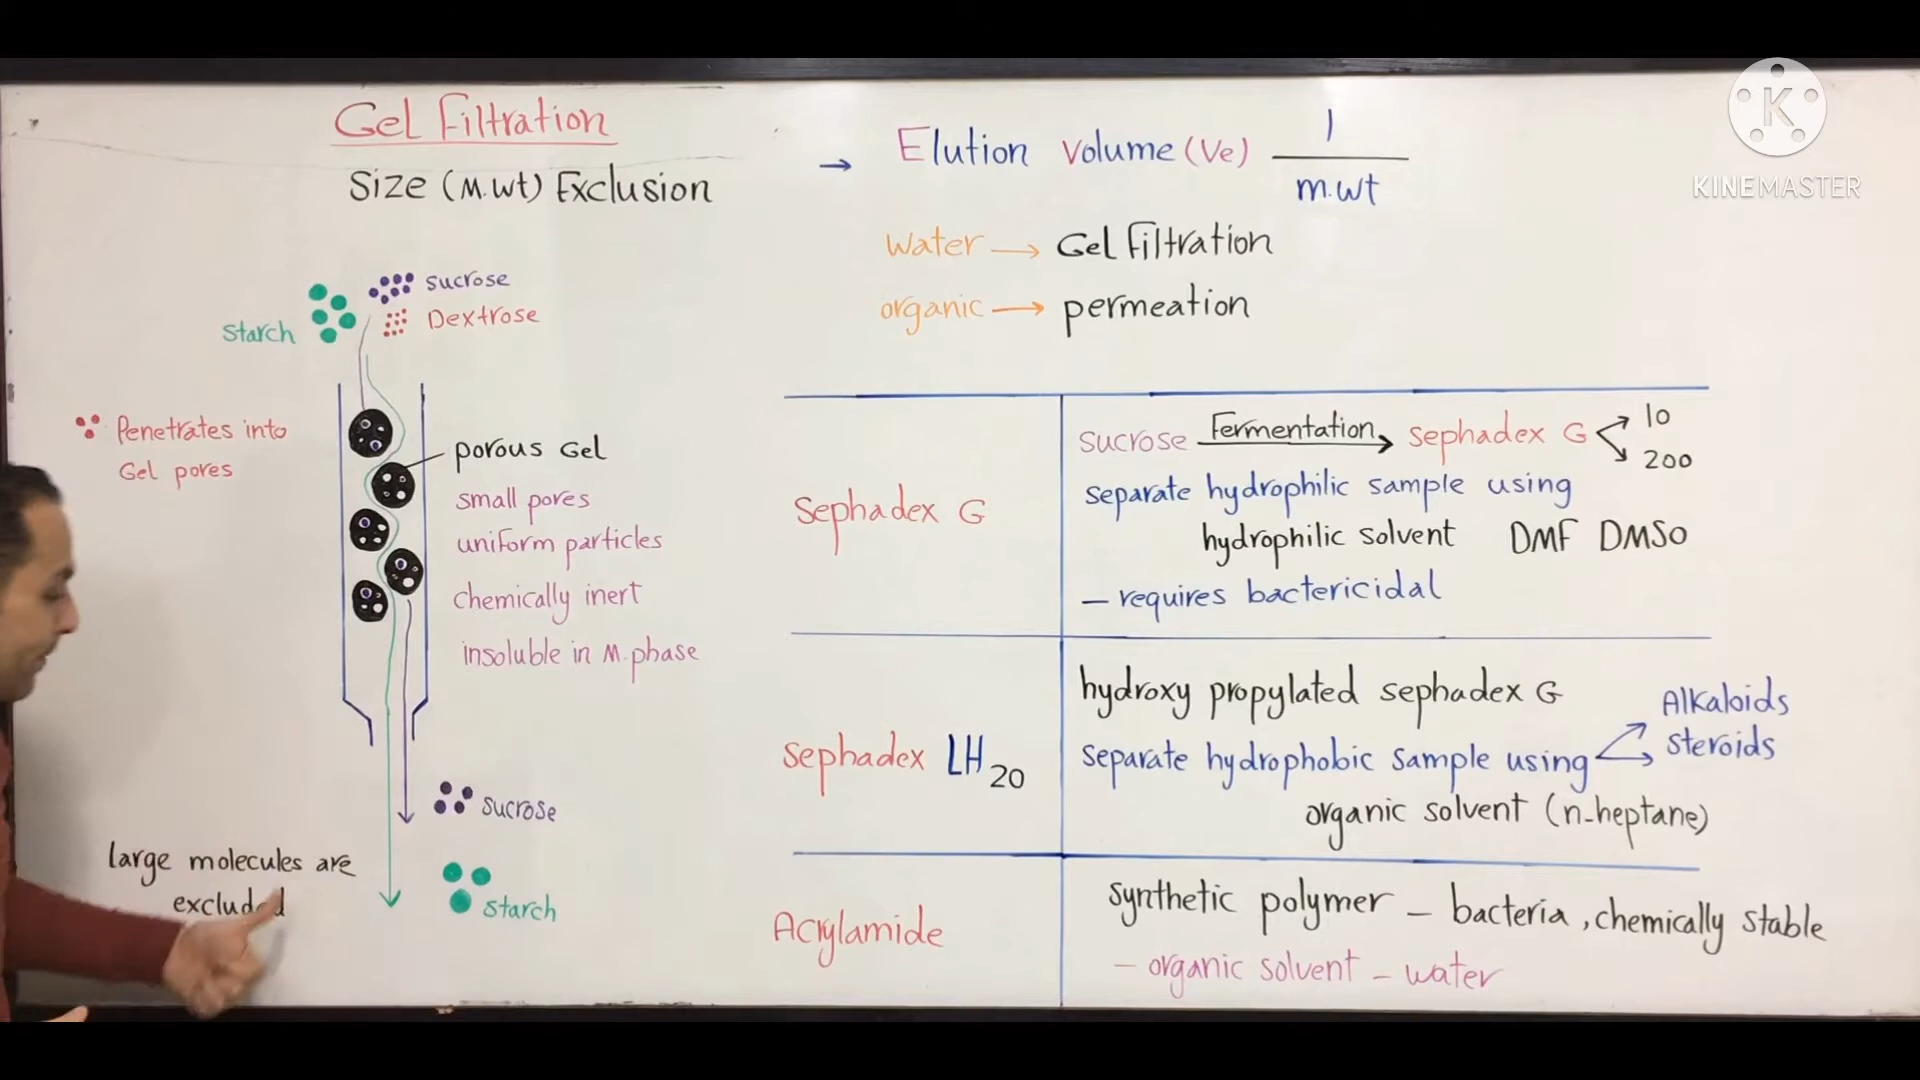 Gel Filtration
Size (M.wt) Exclusion
sucrose
Dextrose
starch
Penetrates into
Gel pores
porous Gel
small pores
uniform particles
chemically inert
insoluble in M.phase
sucrose
large molecules are
excluded
starch
→ Elution volume (Ve) 1
m.wt
water → Gel filtration
organic → permeation
Sephadex G
sucrose Fermentation → sephadex G 10
200
separate hydrophilic sample using
hydrophilic solvent DMF DMSO
— requires bactericidal
Sephadex LH20
hydroxy propylated sephadex G
separate hydrophobic sample using
Alkaloids
steroids
organic solvent (n-heptane)
Acrylamide
synthetic polymer – bacteria, chemically stable
– organic solvent – water
K
KINEMASTER